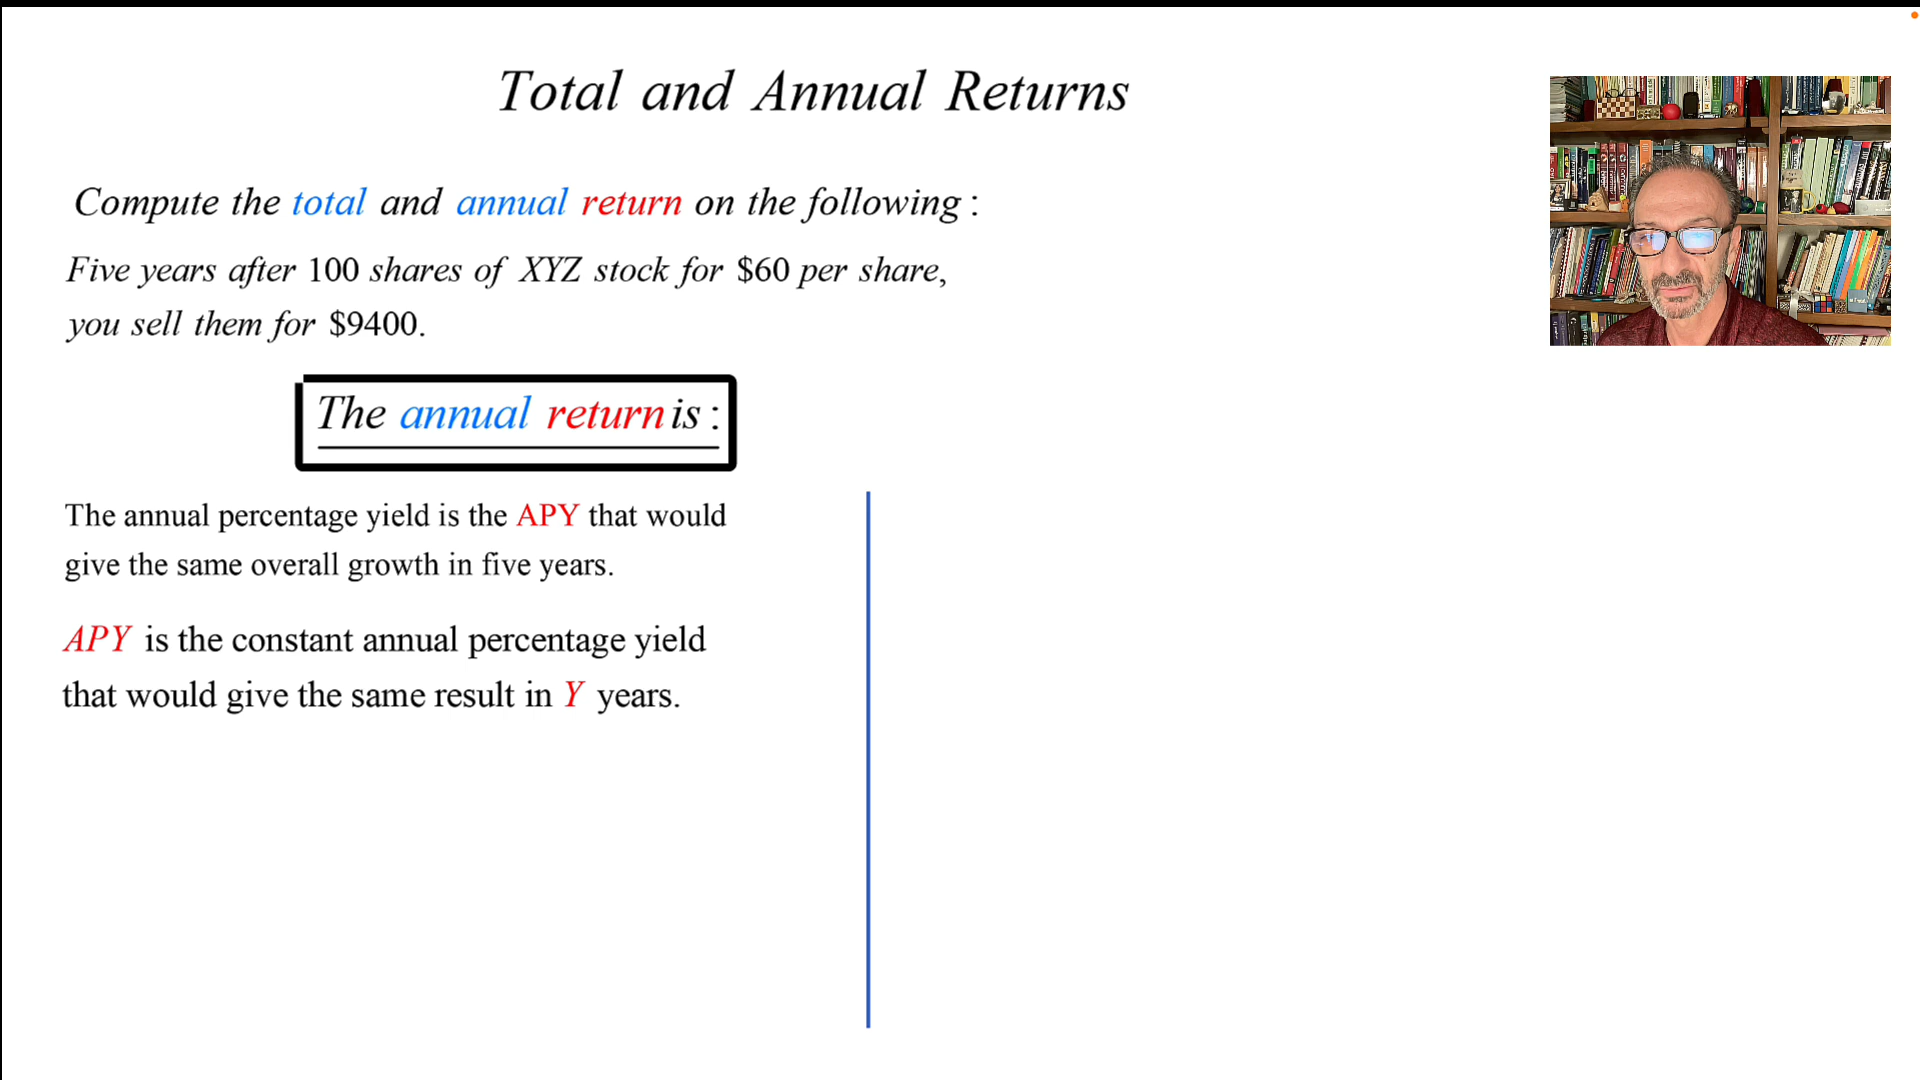 Total and Annual Returns
Compute the total and annual return on the following :
Five years after 100 shares of XYZ stock for $60 per share,
you sell them for $9400.
The annual return is :
The annual percentage yield is the APY that would
give the same overall growth in five years.
APY is the constant annual percentage yield
that would give the same result in Y years.